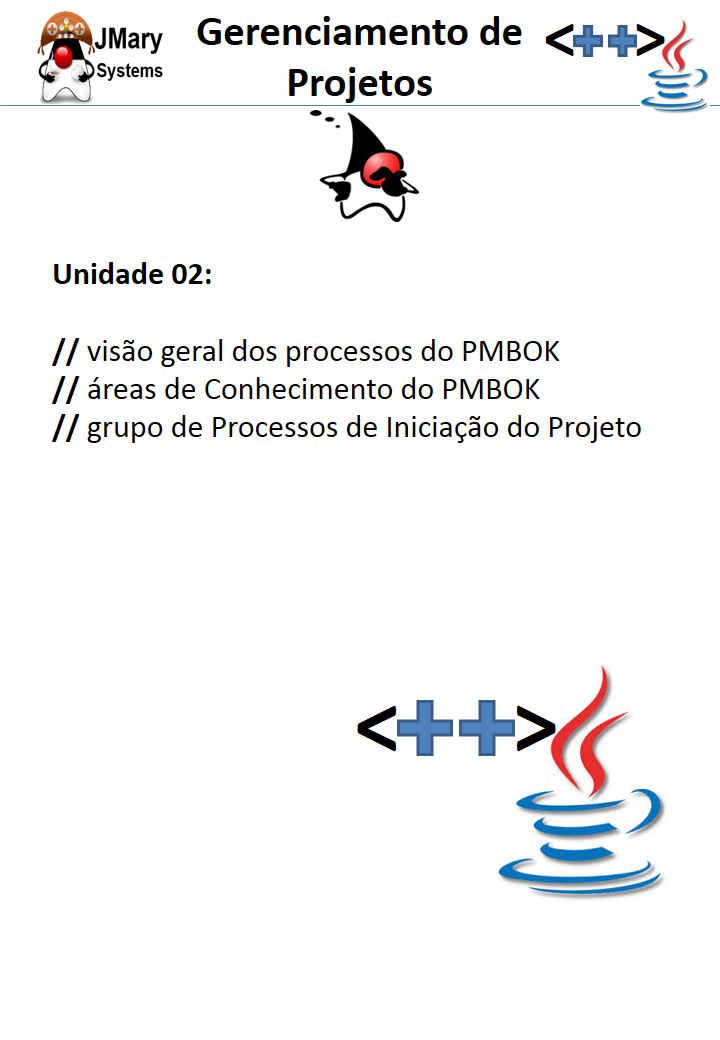 JMary
Systems
Gerenciamento de
Projetos
<++>
Unidade 02:
// visão geral dos processos do PMBOK
// áreas de Conhecimento do PMBOK
// grupo de Processos de Iniciação do Projeto
<++>